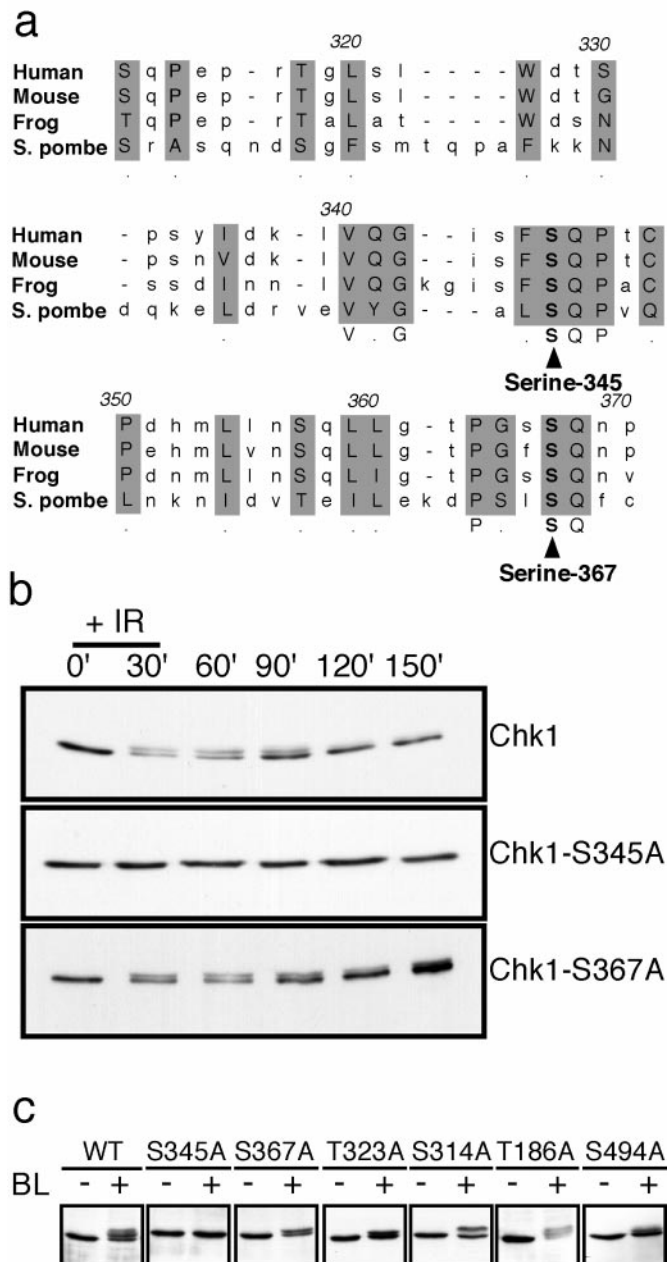 a
320 330
Human S q P e p - r T g L s l - - - - W d t S
Mouse S q P e p - r T g L s l - - - - W d t G
Frog T q P e p - r T a L a t - - - - W d s N
S. pombe S r A s q n d S g F s m t q p a F k k N
. . . . . .
340
Human - p s y I d k - l V Q G - - i s F S Q P t C
Mouse - p s n V d k - l V Q G - - i s F S Q P t C
Frog - s s d I n n - l V Q G k g i s F S Q P a C
S. pombe d q k e L d r v e V Y G - - - a L S Q P v Q
. V . G . S Q P .
Serine-345
350 360 370
Human P d h m L l n S q L L g - t P G s S Q n p
Mouse P e h m L v n S q L L g - t P G f S Q n p
Frog P d n m L l n S q L I g - t P G s S Q n v
S. pombe L n k n I d v T e I L e k d P S l S Q f c
. . . . . P . S Q
Serine-367
b
+ IR
0' 30' 60' 90' 120' 150'
Chk1
Chk1-S345A
Chk1-S367A
c
WT S345A S367A T323A S314A T186A S494A
BL - + - + - + - + - + - + - +